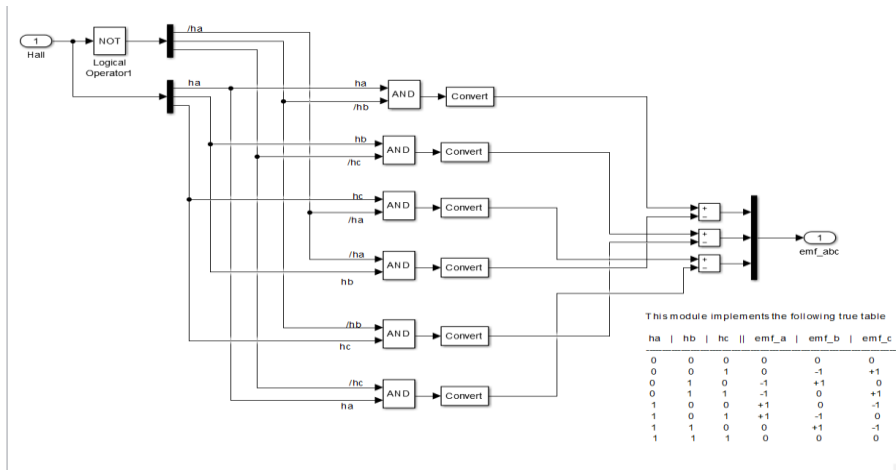 1
Hall
NOT
Logical
Operator1
/ha
ha
ha
/hb
AND
Convert
hb
/hc
AND
Convert
hc
/ha
AND
Convert
/ha
hb
AND
Convert
/hb
hc
AND
Convert
/hc
ha
AND
Convert
+
−
+
−
+
−
1
emf_abc
This module implements the following true table
ha | hb | hc || emf_a | emf_b | emf_c
0 0 0 0 0 0
0 0 1 0 -1 +1
0 1 0 -1 +1 0
0 1 1 -1 0 +1
1 0 0 +1 0 -1
1 0 1 +1 -1 0
1 1 0 0 +1 -1
1 1 1 0 0 0